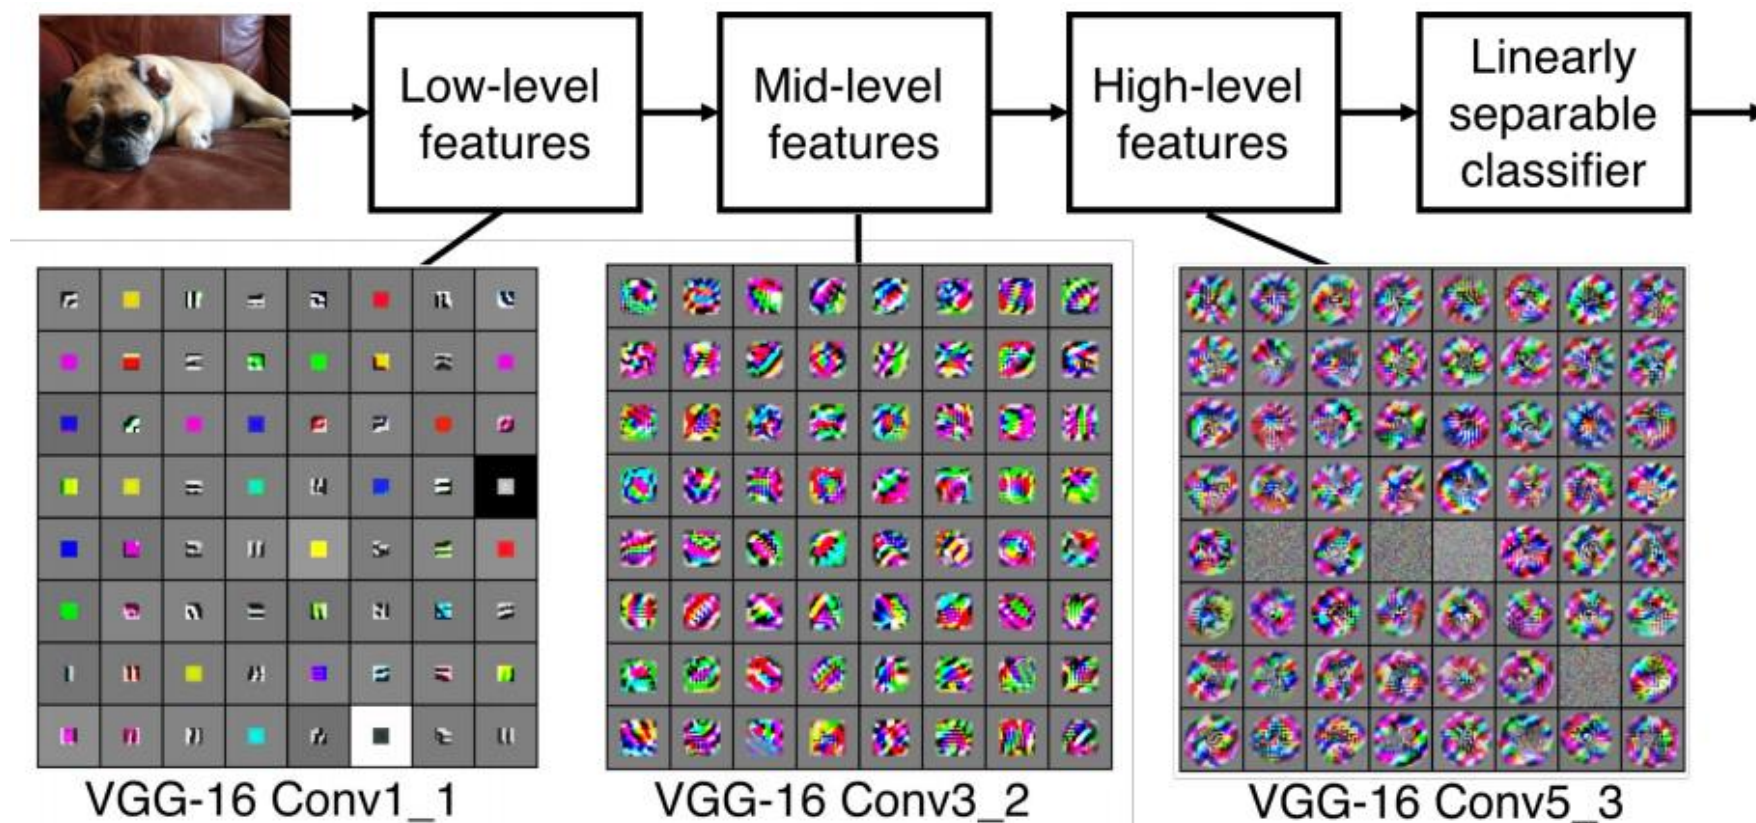 Low-level
features
Mid-level
features
High-level
features
Linearly
separable
classifier
VGG-16 Conv1_1
VGG-16 Conv3_2
VGG-16 Conv5_3